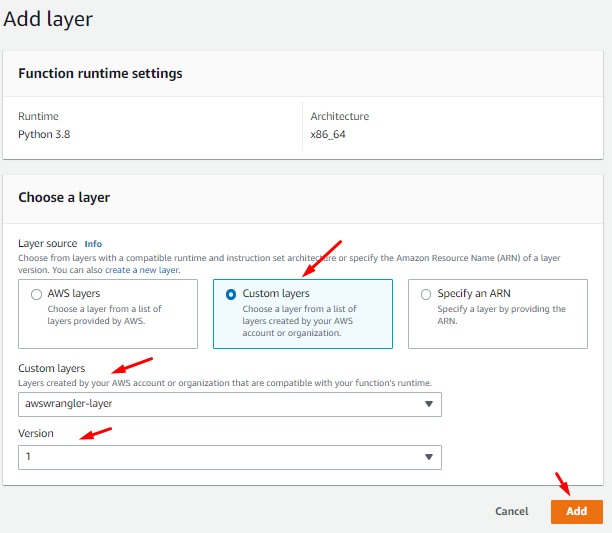 Add layer
Function runtime settings
Runtime
Python 3.8
Architecture
x86_64
Choose a layer
Layer source Info
Choose from layers with a compatible runtime and instruction set architecture or specify the Amazon Resource Name (ARN) of a layer
version. You can also create a new layer.
AWS layers
Choose a layer from a list of
layers provided by AWS.
Custom layers
Choose a layer from a list of
layers created by your AWS
account or organization.
Specify an ARN
Specify a layer by providing the
ARN.
Custom layers
Layers created by your AWS account or organization that are compatible with your function's runtime.
awswrangler-layer
Version
1
Cancel
Add